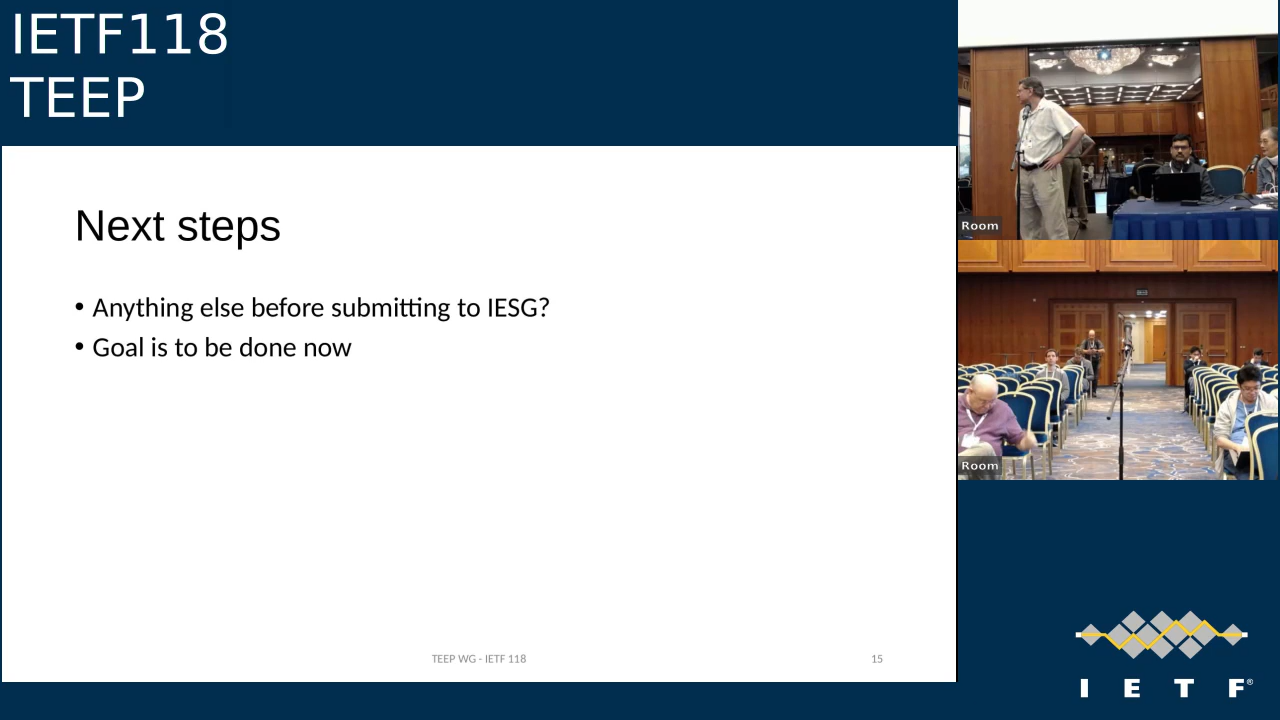 IETF118
TEEP
Next steps
• Anything else before submitting to IESG?
• Goal is to be done now
TEEP WG - IETF 118
15
Room
Room
I E T F®